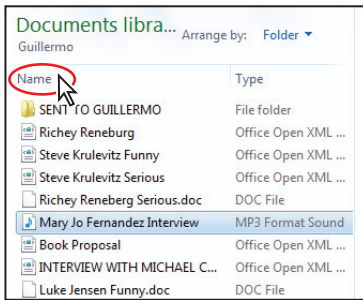 Documents libra...
Guillermo
Arrange by: Folder
Name Type
SENT TO GUILLERMO File folder
Richey Reneburg Office Open XML ...
Steve Krulevitz Funny Office Open XML ...
Steve Krulevitz Serious Office Open XML ...
Richey Reneberg Serious.doc DOC File
Mary Jo Fernandez Interview MP3 Format Sound
Book Proposal Office Open XML ...
INTERVIEW WITH MICHAEL C... Office Open XML ...
Luke Jensen Funny.doc DOC File